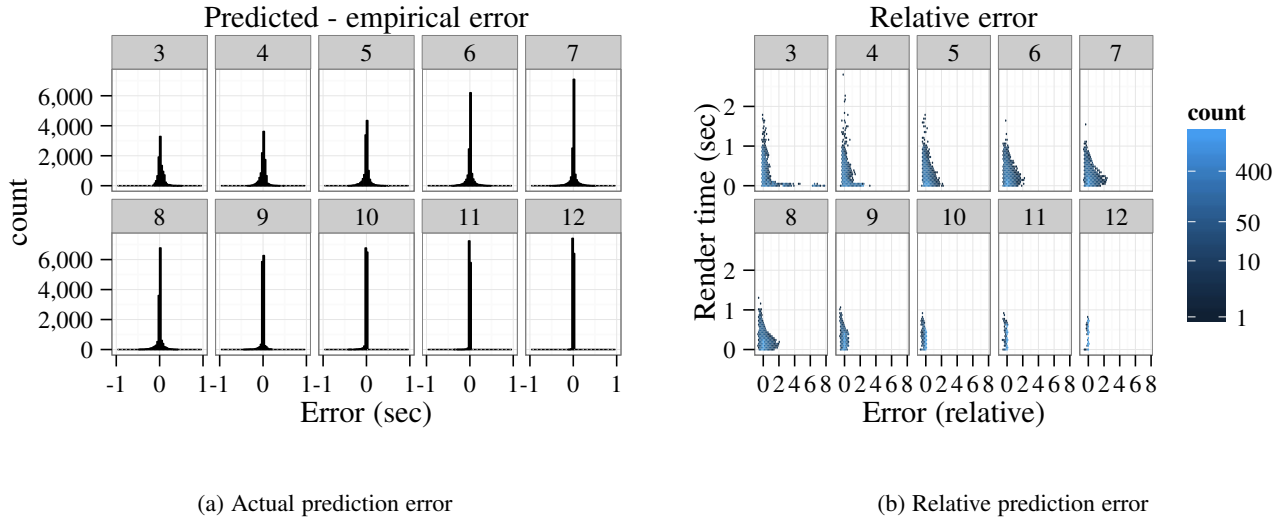 Predicted - empirical error
3 4 5 6 7
6,000
4,000
2,000
0
count
8 9 10 11 12
6,000
4,000
2,000
0
-1 0 1 -1 0 1 -1 0 1 -1 0 1 -1 0 1
Error (sec)
(a) Actual prediction error
Relative error
3 4 5 6 7
2
1
0
Render time (sec)
8 9 10 11 12
2
1
0
0 2 4 6 8 0 2 4 6 8 0 2 4 6 8 0 2 4 6 8 0 2 4 6 8
Error (relative)
count
400
50
10
1
(b) Relative prediction error